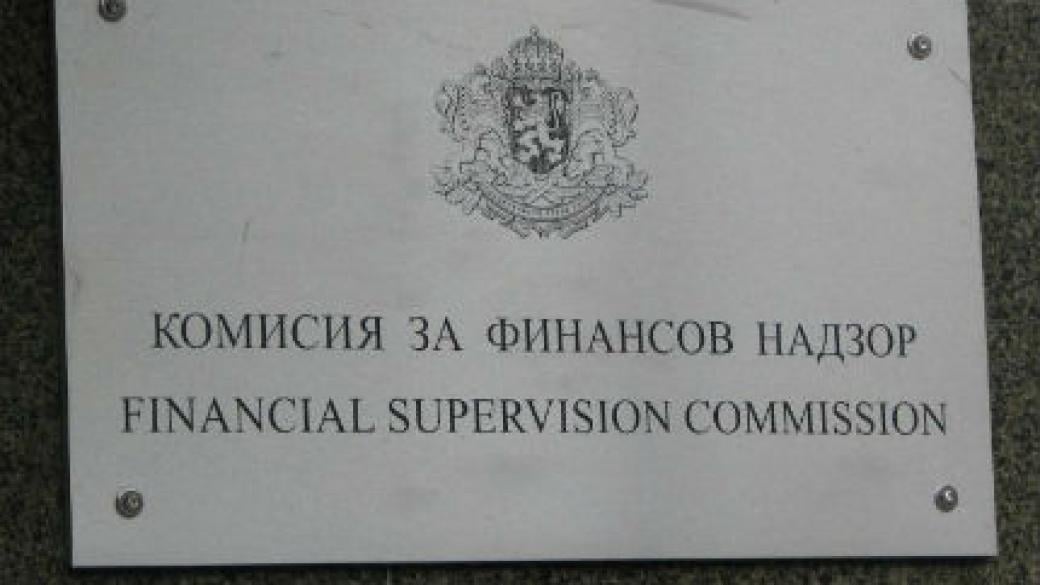 КОМИСИЯ ЗА ФИНАНСОВ НАДЗОР
FINANCIAL SUPERVISION COMMISSION